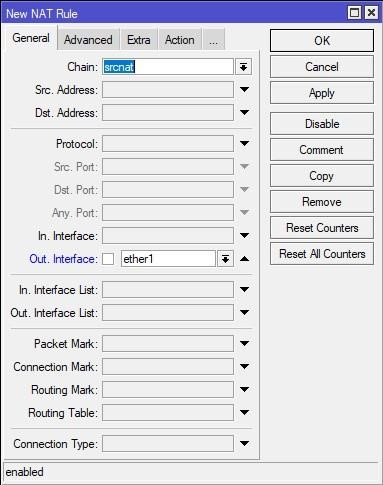 New NAT Rule
General Advanced Extra Action ... OK
Chain: srcnat Cancel
Src. Address: Apply
Dst. Address:
Disable
Protocol: Comment
Src. Port: Copy
Dst. Port:
Any. Port: Remove
In. Interface: Reset Counters
Out. Interface: ether1 Reset All Counters
In. Interface List:
Out. Interface List:
Packet Mark:
Connection Mark:
Routing Mark:
Routing Table:
Connection Type:
enabled